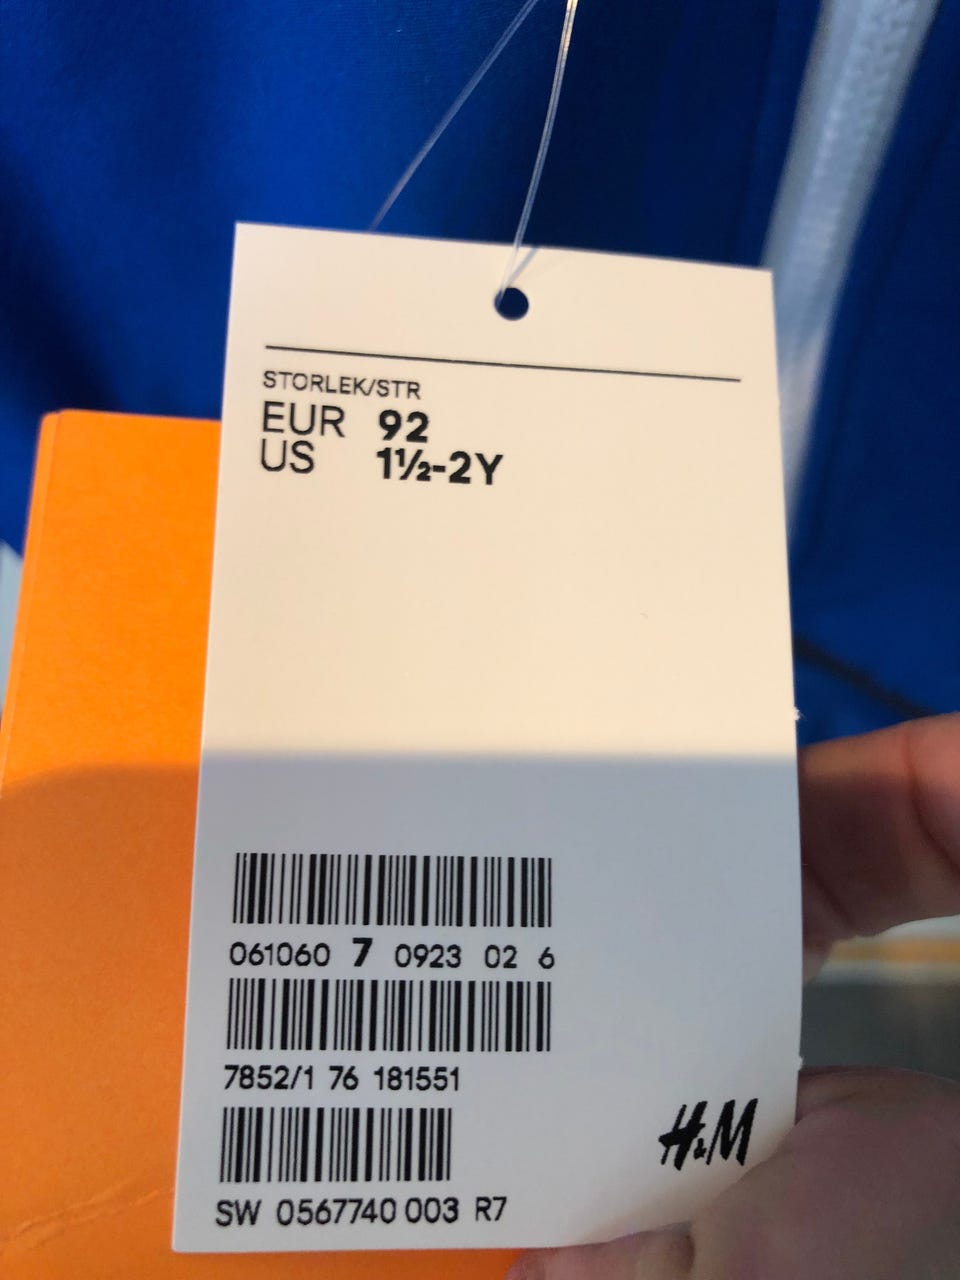 STORLEK/STR
EUR 92
US 1½-2Y
061060 7 0923 02 6
7852/1 76 181551
H&M
SW 0567740 003 R7